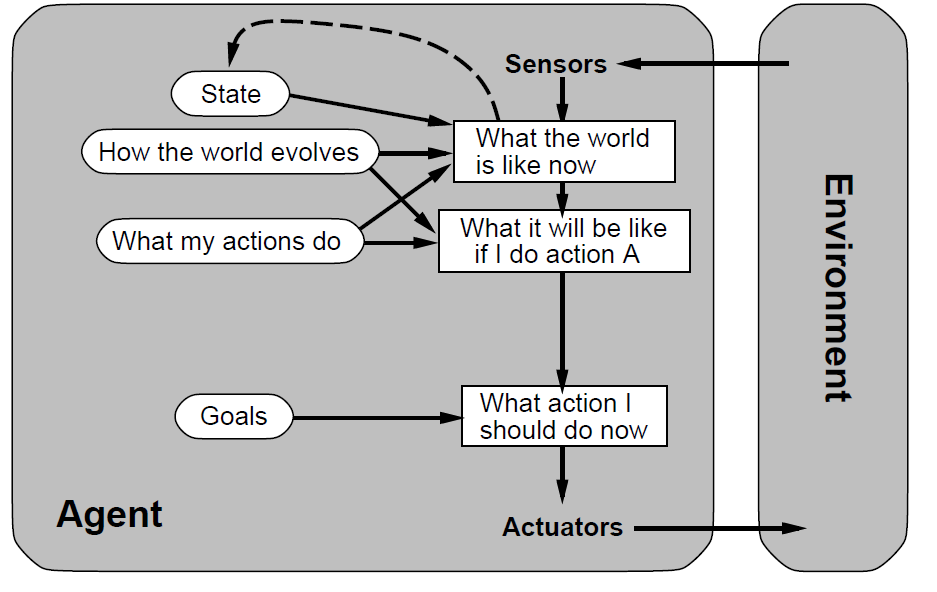 Sensors
State
What the world
is like now
How the world evolves
What my actions do
What it will be like
if I do action A
Environment
Goals
What action I
should do now
Agent
Actuators